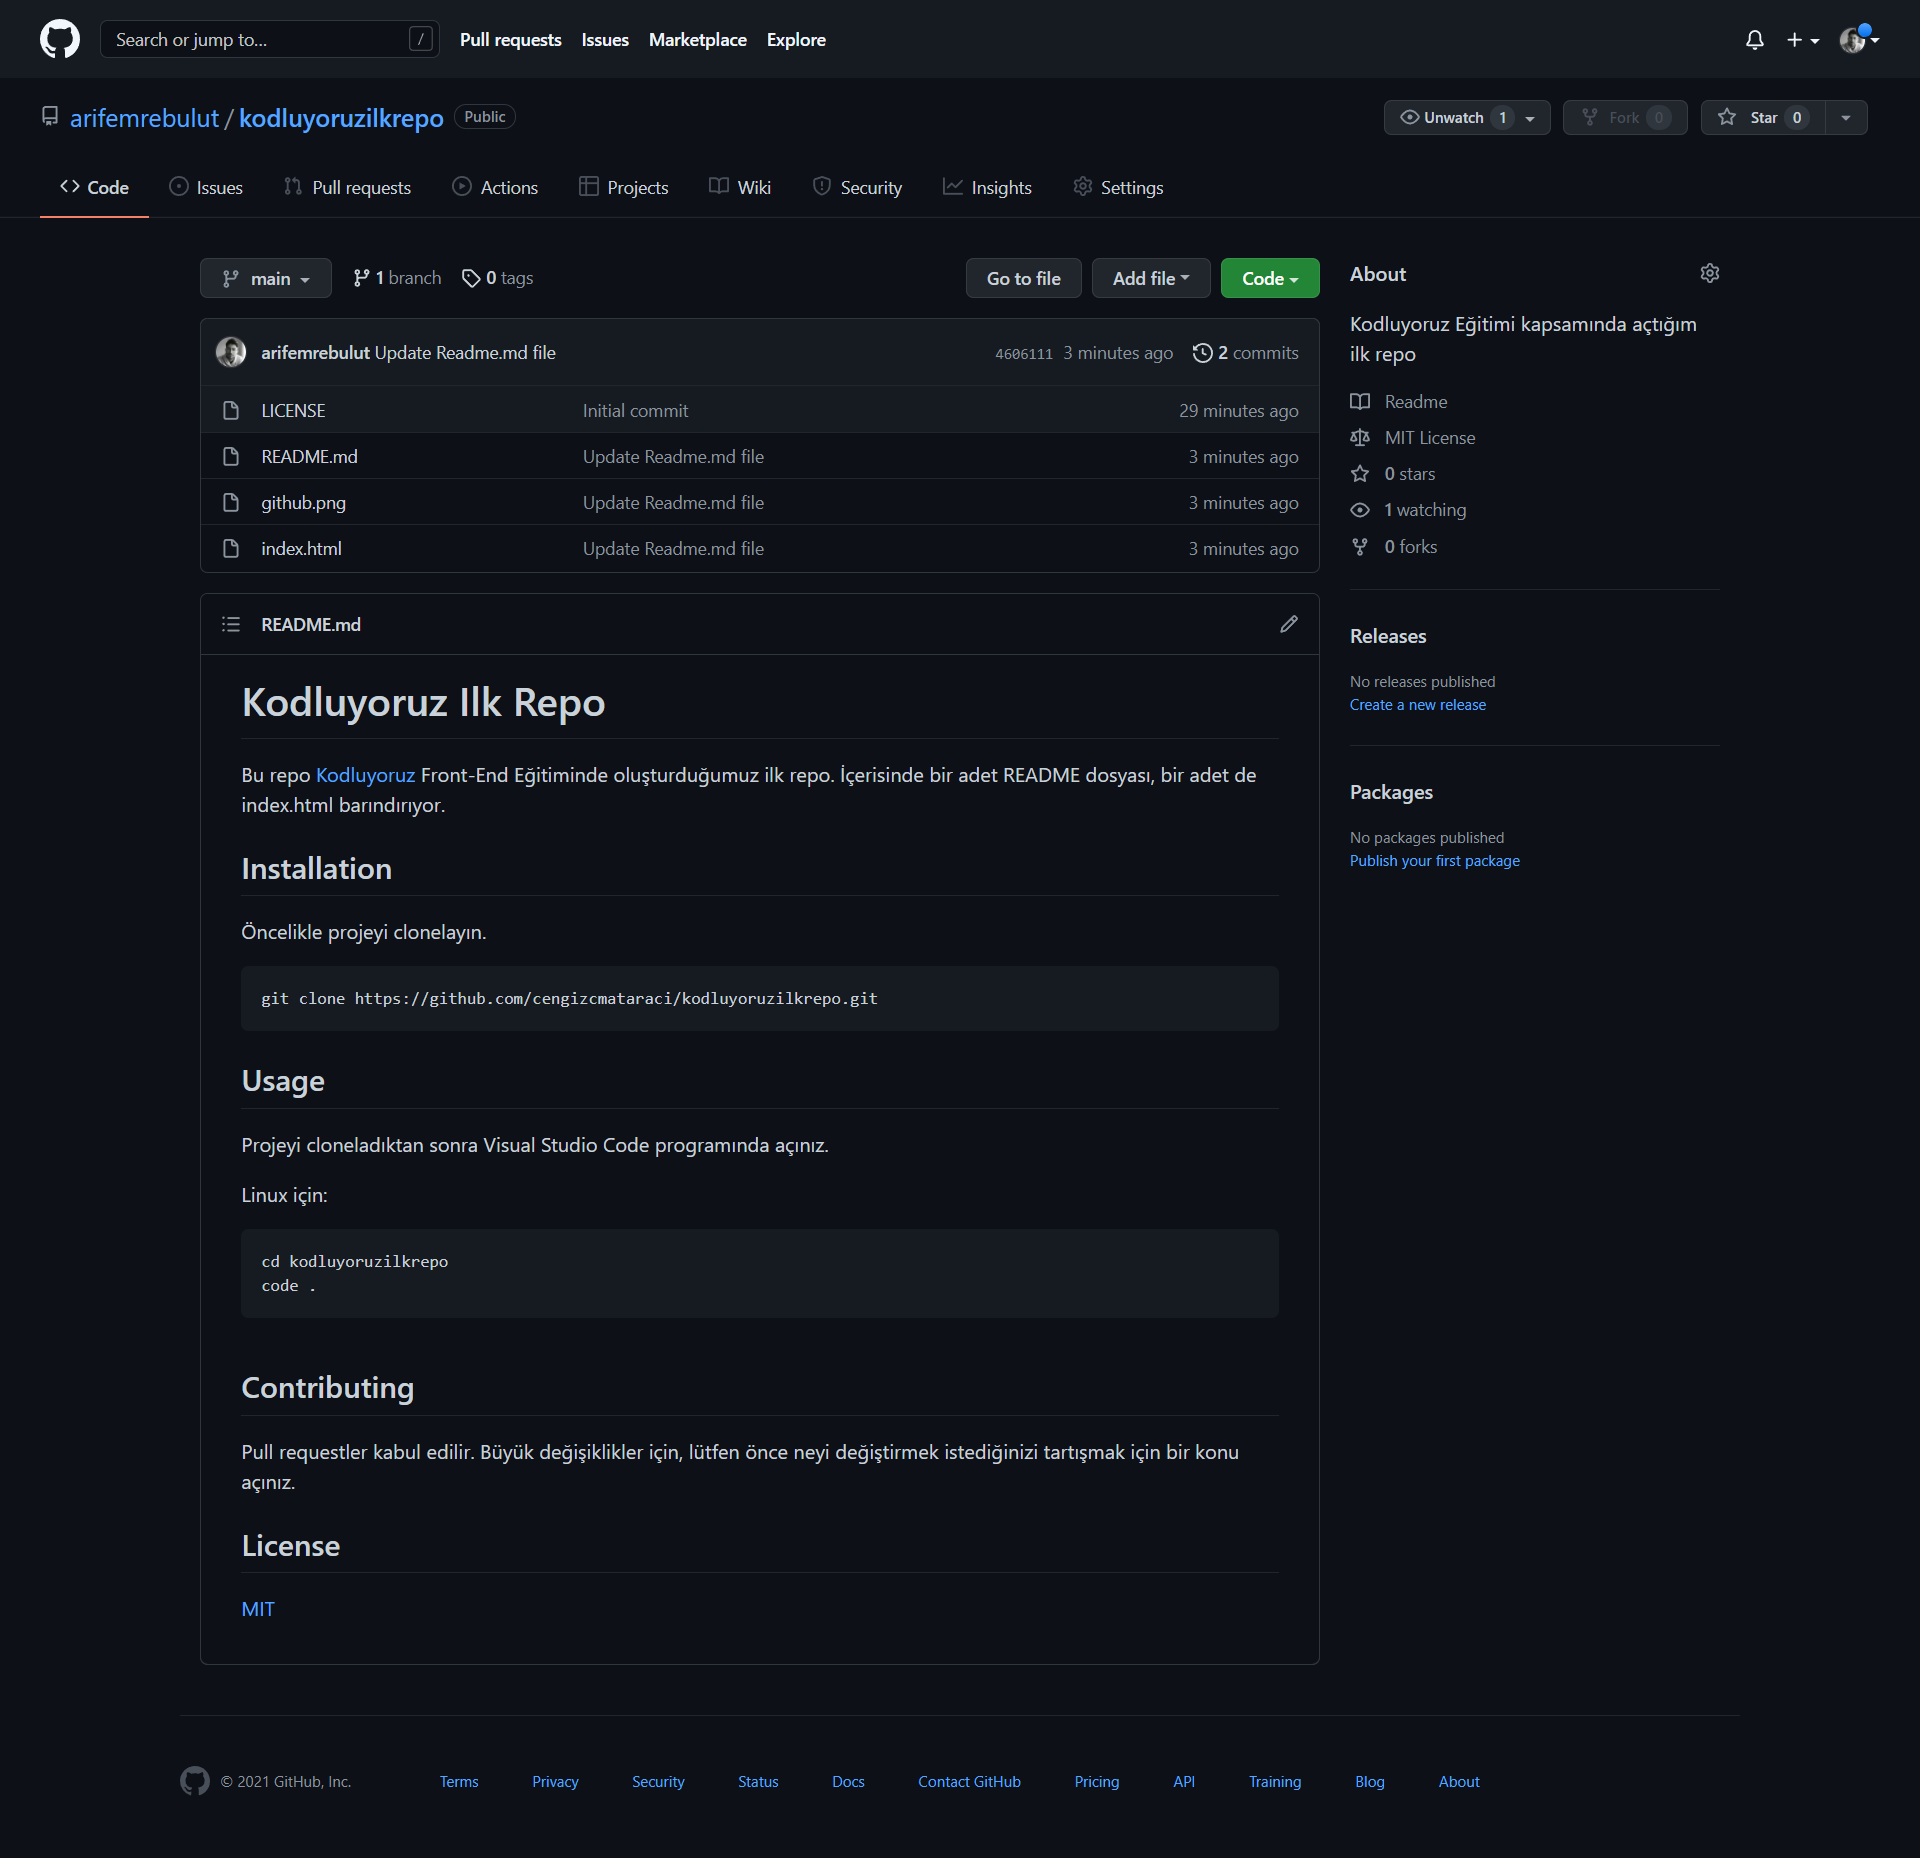 Search or jump to... /
Pull requests Issues Marketplace Explore
arifemrebulut / kodluyoruzilkrepo Public
Unwatch 1 Fork 0 Star 0
Code Issues Pull requests Actions Projects Wiki Security Insights Settings
main 1 branch 0 tags Go to file Add file Code
arifemrebulut Update Readme.md file 4606111 3 minutes ago 2 commits
LICENSE Initial commit 29 minutes ago
README.md Update Readme.md file 3 minutes ago
github.png Update Readme.md file 3 minutes ago
index.html Update Readme.md file 3 minutes ago
README.md
Kodluyoruz Ilk Repo
Bu repo Kodluyoruz Front-End Eğitiminde oluşturduğumuz ilk repo. İçerisinde bir adet README dosyası, bir adet de
index.html barındırıyor.
Installation
Öncelikle projeyi clonelayın.
git clone https://github.com/cengizcmataraci/kodluyoruzilkrepo.git
Usage
Projeyi cloneladıktan sonra Visual Studio Code programında açınız.
Linux için:
cd kodluyoruzilkrepo
code .
Contributing
Pull requestler kabul edilir. Büyük değişiklikler için, lütfen önce neyi değiştirmek istediğinizi tartışmak için bir konu
açınız.
License
MIT
About
Kodluyoruz Eğitimi kapsamında açtığım
ilk repo
Readme
MIT License
0 stars
1 watching
0 forks
Releases
No releases published
Create a new release
Packages
No packages published
Publish your first package
© 2021 GitHub, Inc. Terms Privacy Security Status Docs Contact GitHub Pricing API Training Blog About